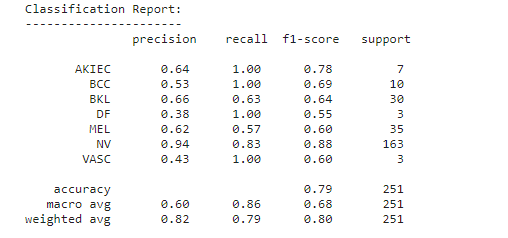 Classification Report:
----------------------
precision recall f1-score support
AKIEC 0.64 1.00 0.78 7
BCC 0.53 1.00 0.69 10
BKL 0.66 0.63 0.64 30
DF 0.38 1.00 0.55 3
MEL 0.62 0.57 0.60 35
NV 0.94 0.83 0.88 163
VASC 0.43 1.00 0.60 3
accuracy 0.79 251
macro avg 0.60 0.86 0.68 251
weighted avg 0.82 0.79 0.80 251